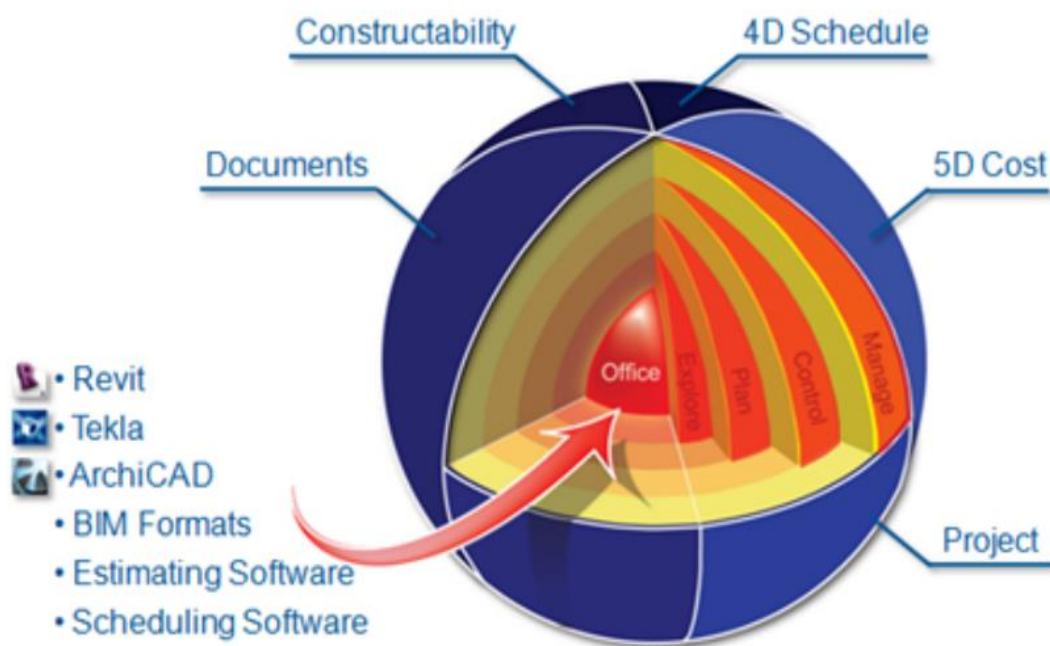 Constructability
4D Schedule
Documents
5D Cost
Office
Explore
Plan
Control
Manage
• Revit
• Tekla
• ArchiCAD
• BIM Formats
• Estimating Software
• Scheduling Software
Project